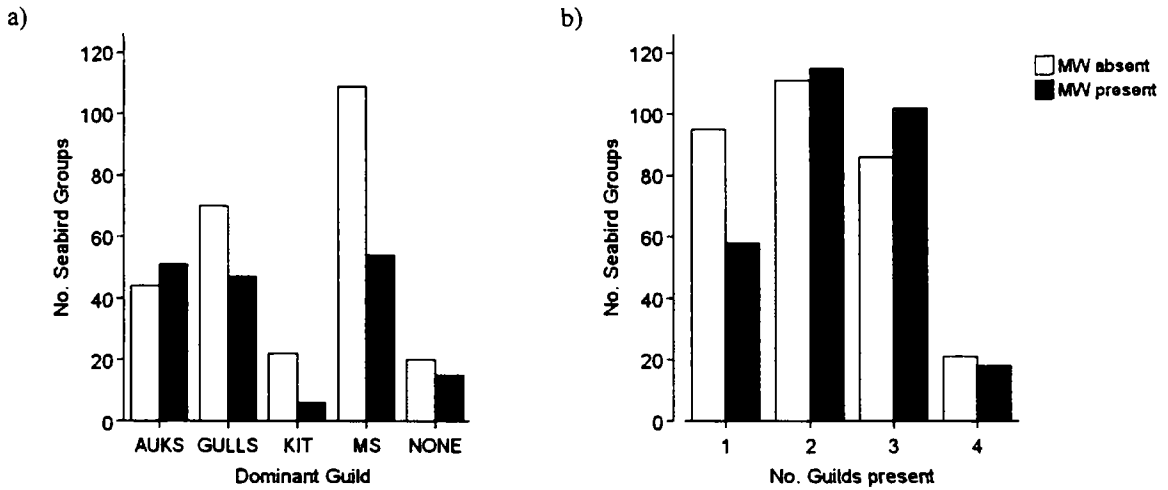 a)
120
100
80
60
40
20
0
No. Seabird Groups
AUKS GULLS KIT MS NONE
Dominant Guild
b)
120
100
80
60
40
20
0
No. Seabird Groups
1 2 3 4
No. Guilds present
MW absent
MW present